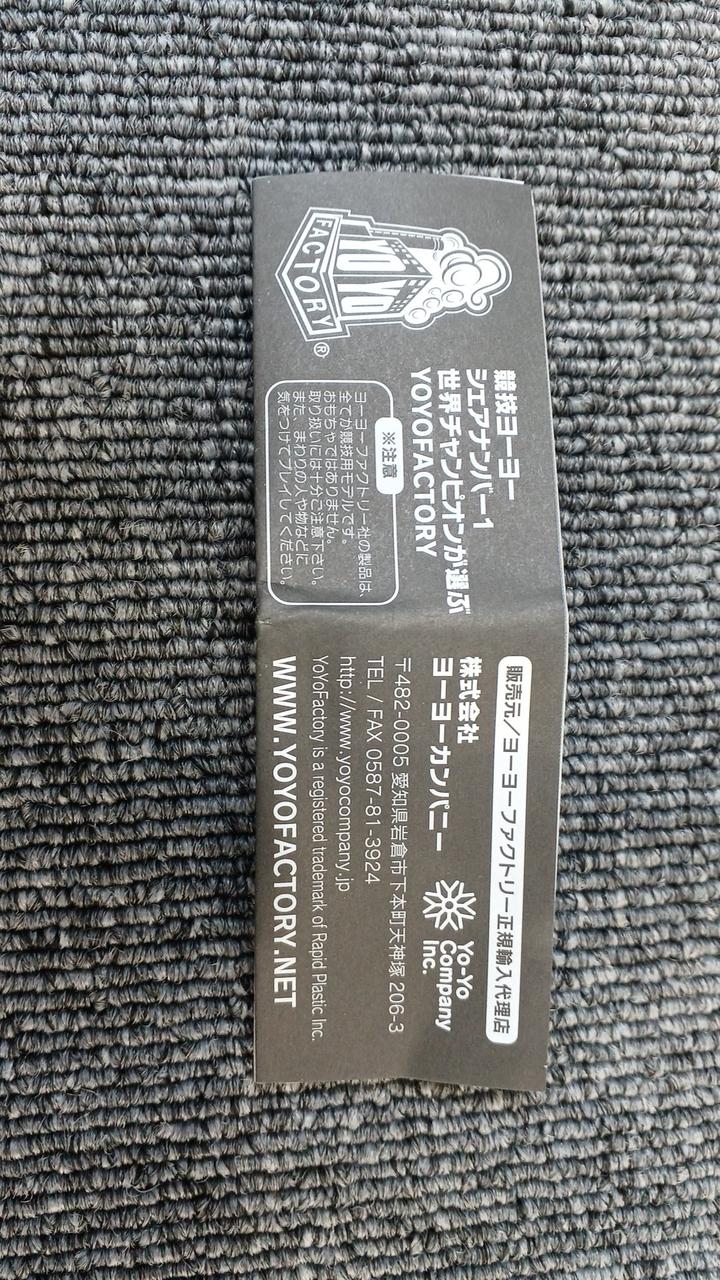 YOYO
FACTORY®
競技ヨーヨー
シェアナンバー1
世界チャンピオンが選ぶ
YOYOFACTORY
※注意
ヨーヨーファクトリー社の製品は、
全てが競技用モデルです。
おもちゃではありません。
取り扱いには十分ご注意下さい。
また、まわりの人や物などに
気をつけてプレイしてください。
販売元／ヨーヨーファクトリー正規輸入代理店
株式会社
ヨーヨーカンパニー
Yo-Yo
Company
Inc.
〒482-0005 愛知県岩倉市下本町天神塚 206-3
TEL / FAX 0587-81-3924
http://www.yoyocompany.jp
YoYoFactory is a registered trademark of Rapid Plastic Inc.
WWW.YOYOFACTORY.NET